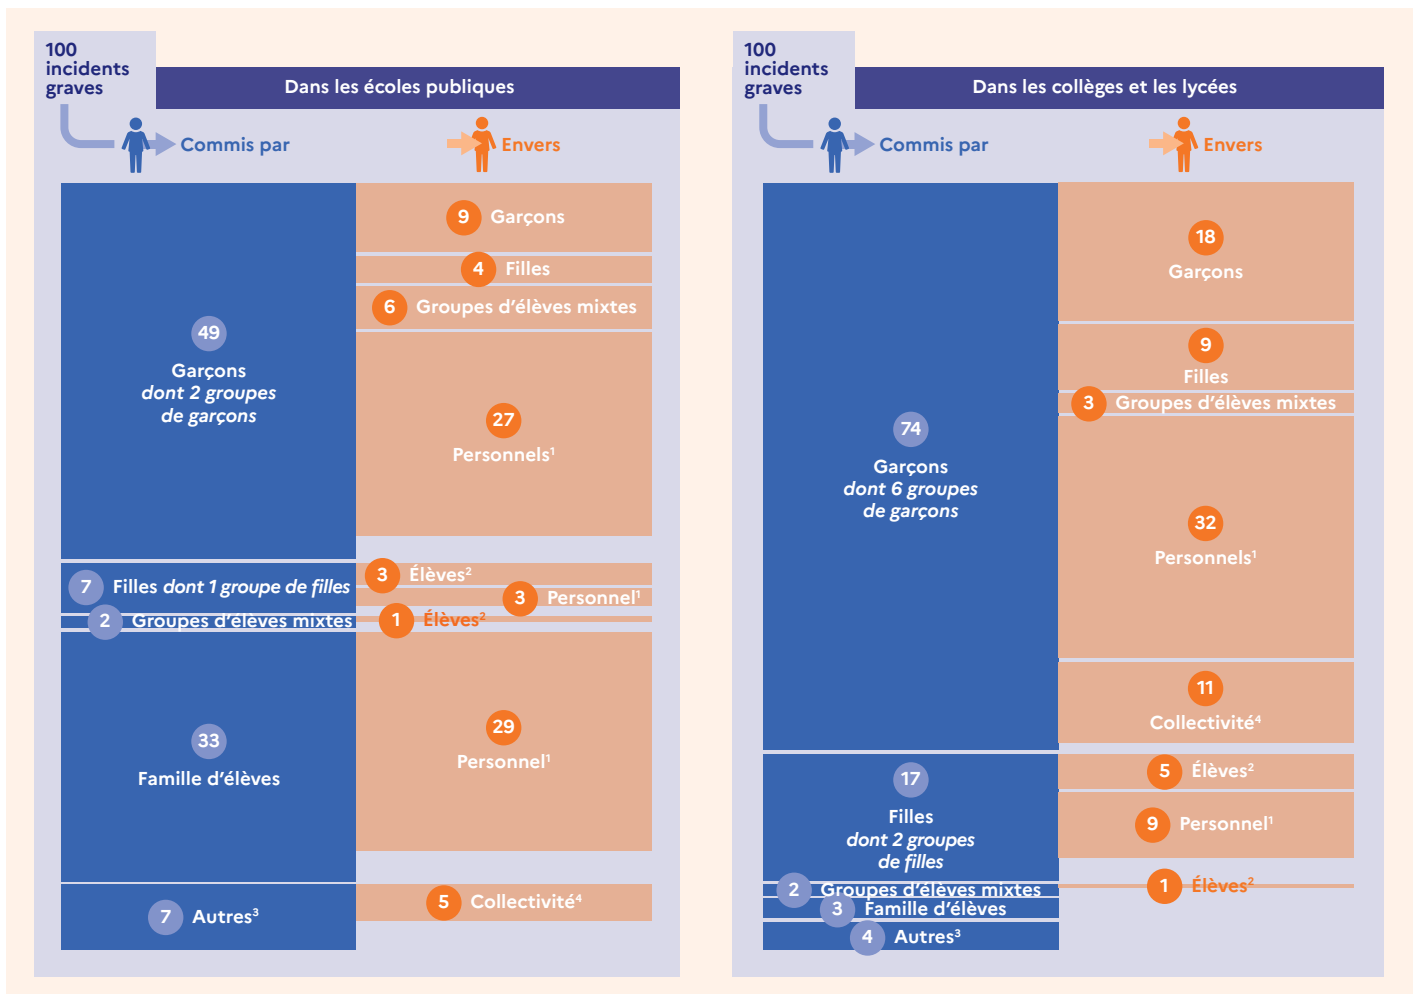 100
incidents
graves
Dans les écoles publiques
Commis par
Envers
49
Garçons
dont 2 groupes
de garçons
9 Garçons
4 Filles
6 Groupes d'élèves mixtes
27
Personnels¹
7 Filles dont 1 groupe de filles
3 Élèves²
3 Personnel¹
2 Groupes d'élèves mixtes
1 Élèves²
33
Famille d'élèves
29
Personnel¹
7 Autres³
5 Collectivité⁴
100
incidents
graves
Dans les collèges et les lycées
Commis par
Envers
74
Garçons
dont 6 groupes
de garçons
18
Garçons
9
Filles
3 Groupes d'élèves mixtes
32
Personnels¹
11
Collectivité⁴
17
Filles
dont 2 groupes
de filles
5 Élèves²
9 Personnel¹
2 Groupes d'élèves mixtes
1 Élèves²
3 Famille d'élèves
4 Autres³